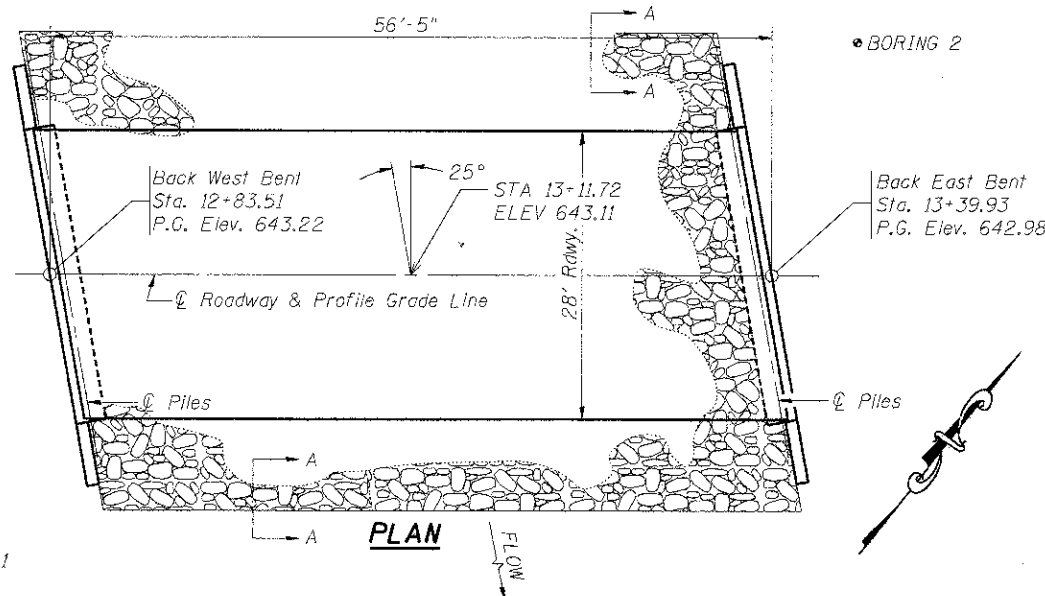 A
56'-5"
BORING 2
A
25°
Back West Bent
Sta. 12+83.51
P.G. Elev. 643.22
STA 13+11.72
ELEV 643.11
Back East Bent
Sta. 13+39.93
P.G. Elev. 642.98
28' Rdwy.
℄ Roadway & Profile Grade Line
℄ Piles
℄ Piles
A
A
PLAN
FLOW
1
N